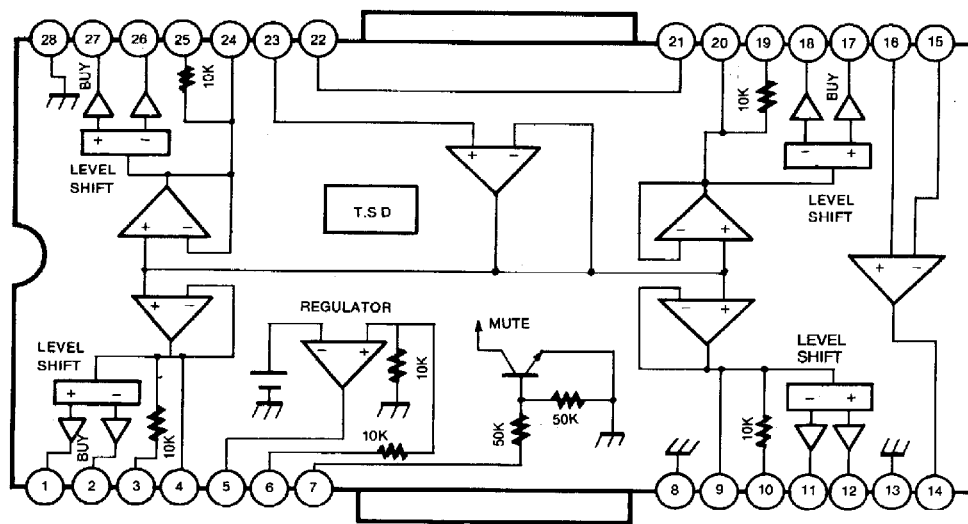 28 27 26 25 24 23 22 21 20 19 18 17 16 15
BUY
10K
10K
BUY
+ −
LEVEL
SHIFT
+ −
− +
LEVEL
SHIFT
+ −
T.S.D
− +
+ −
+ −
REGULATOR
− +
10K
MUTE
− +
LEVEL
SHIFT
+ −
LEVEL
SHIFT
− +
BUY
10K
10K
50K
50K
10K
1 2 3 4 5 6 7 8 9 10 11 12 13 14